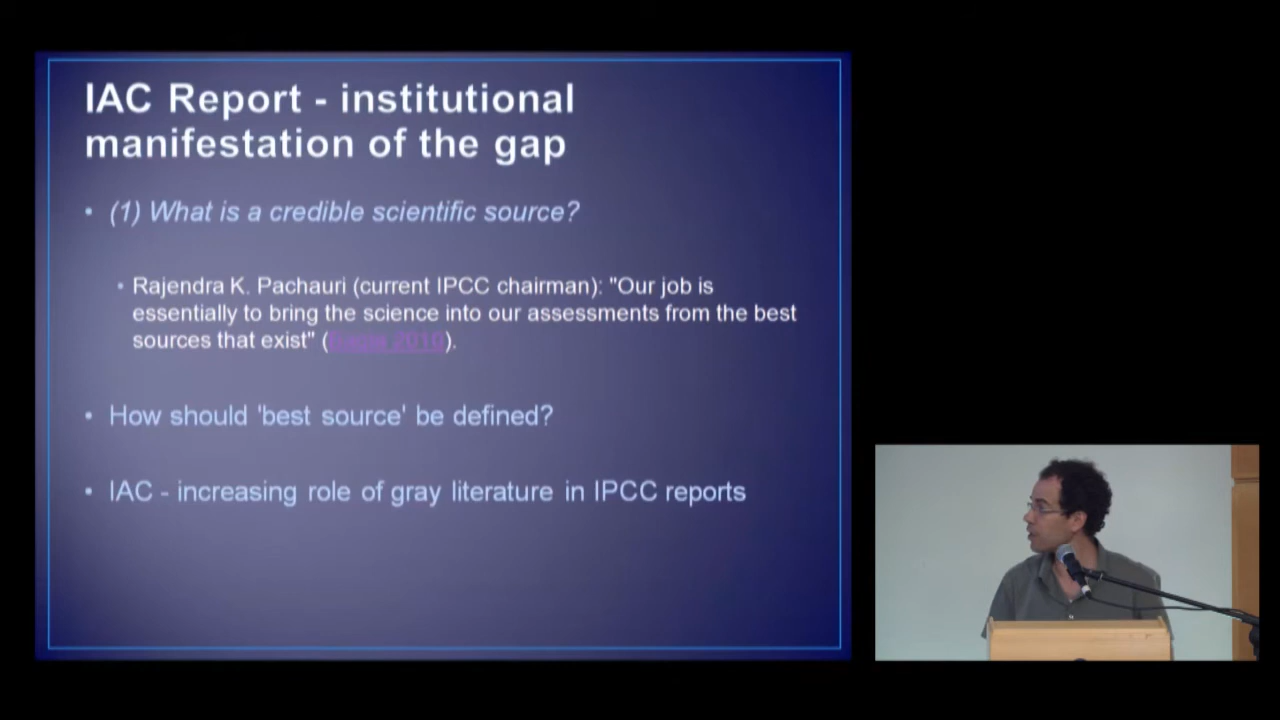 IAC Report - institutional
manifestation of the gap
• (1) What is a credible scientific source?
• Rajendra K. Pachauri (current IPCC chairman): "Our job is
essentially to bring the science into our assessments from the best
sources that exist" ( 2010).
• How should 'best source' be defined?
• IAC - increasing role of gray literature in IPCC reports